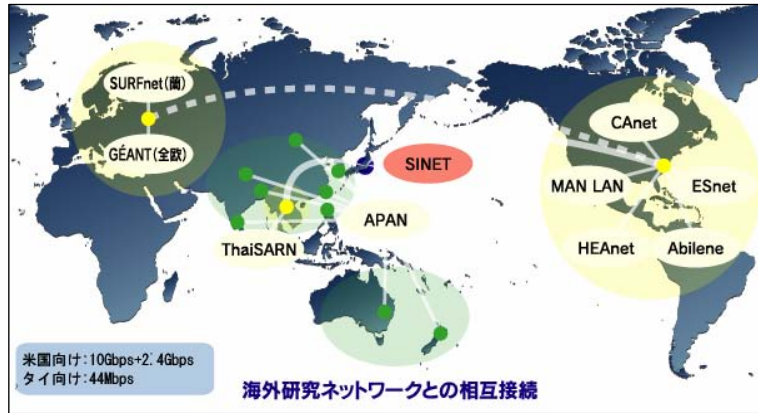 SURFnet(蘭)
GÉANT(全欧)
SINET
APAN
ThaiSARN
CAnet
MAN LAN
ESnet
HEAnet
Abilene
米国向け:10Gbps+2.4Gbps
タイ向け:44Mbps
海外研究ネットワークとの相互接続